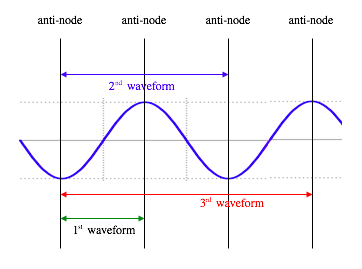 anti-node anti-node anti-node anti-node
2nd waveform
3rd waveform
1st waveform